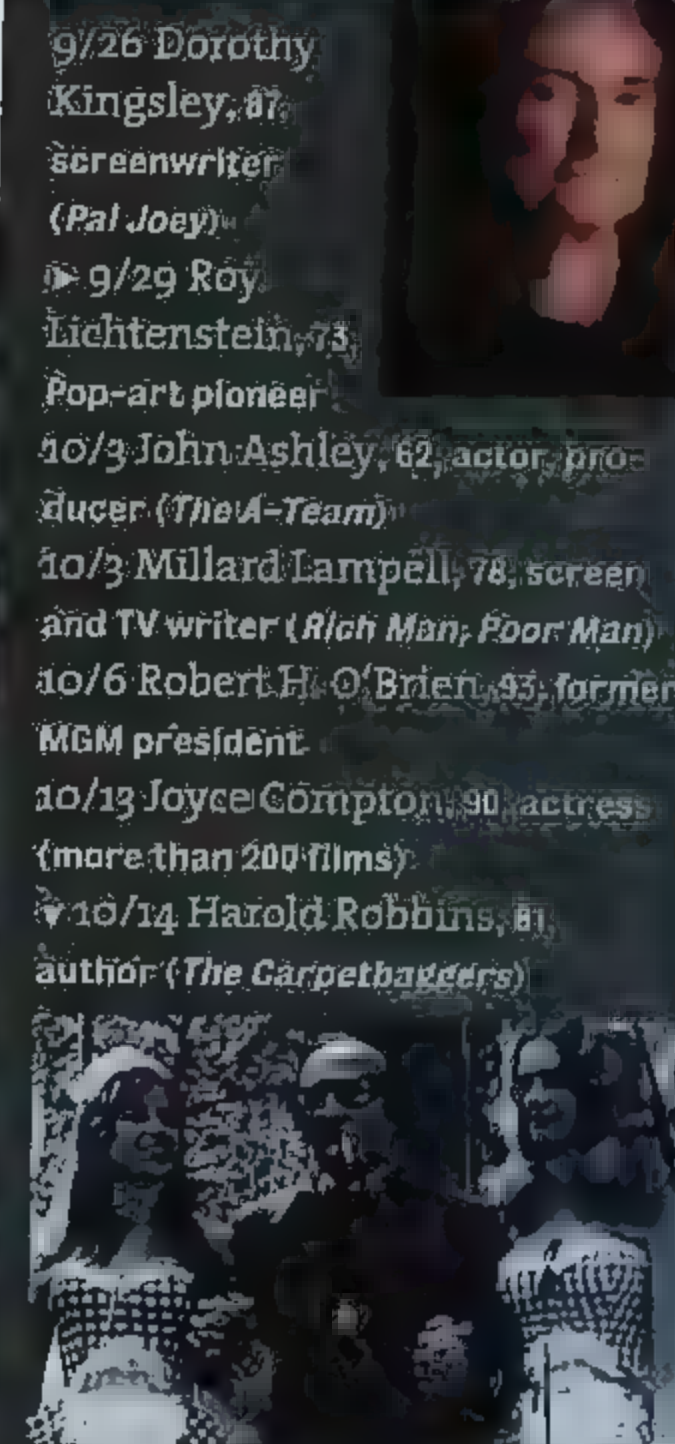 9/26 Dorothy
Kingsley, 87,
screenwriter
(Pal Joey)
▶ 9/29 Roy
Lichtenstein, 73,
Pop-art pioneer
10/3 John Ashley, 62, actor, pro-
ducer (The A-Team)
10/3 Millard Lampell, 78, screen
and TV writer (Rich Man, Poor Man)
10/6 Robert H. O'Brien, 93, former
MGM president
10/13 Joyce Compton, 90, actress
(more than 200 films)
▼ 10/14 Harold Robbins, 81,
author (The Carpetbaggers)